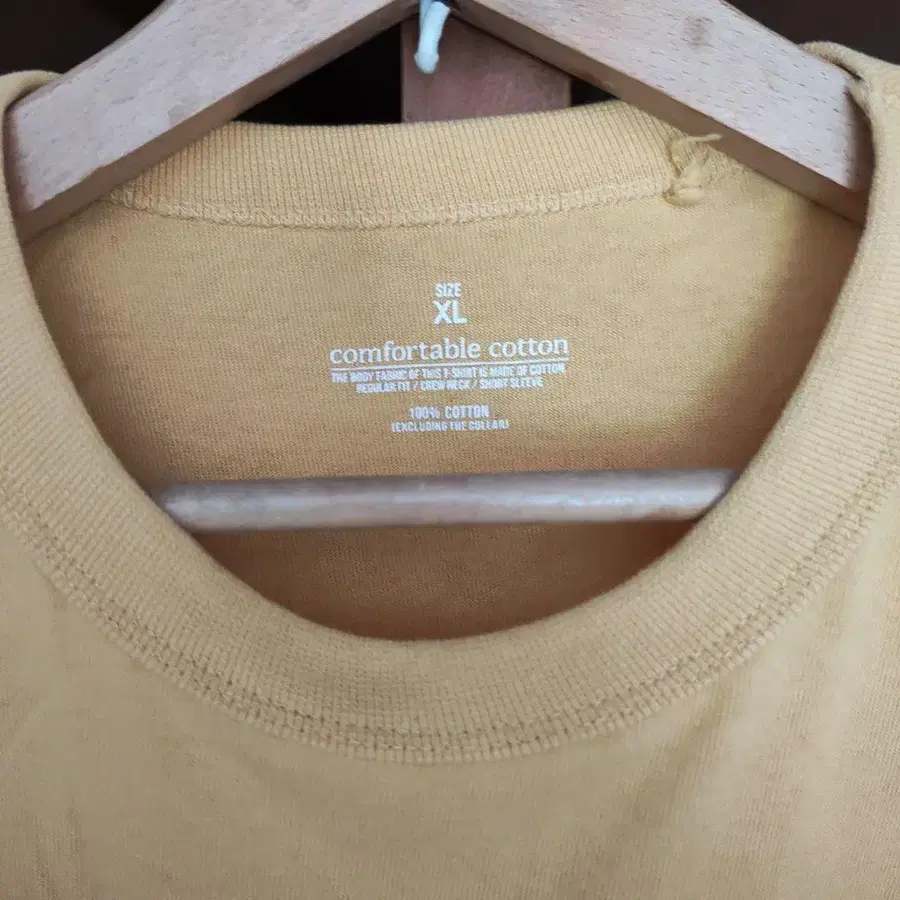 SIZE
XL
comfortable cotton
THE BODY FABRIC OF THIS T-SHIRT IS MADE OF COTTON
REGULAR FIT / CREW NECK / SHORT SLEEVE
100% COTTON
(EXCLUDING THE COLLAR)